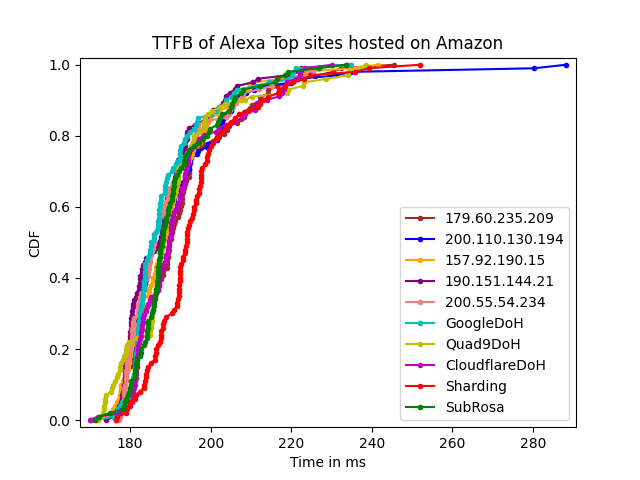 TTFB of Alexa Top sites hosted on Amazon
1.0
0.8
0.6
0.4
0.2
0.0
CDF
179.60.235.209
200.110.130.194
157.92.190.15
190.151.144.21
200.55.54.234
GoogleDoH
Quad9DoH
CloudflareDoH
Sharding
SubRosa
180 200 220 240 260 280
Time in ms